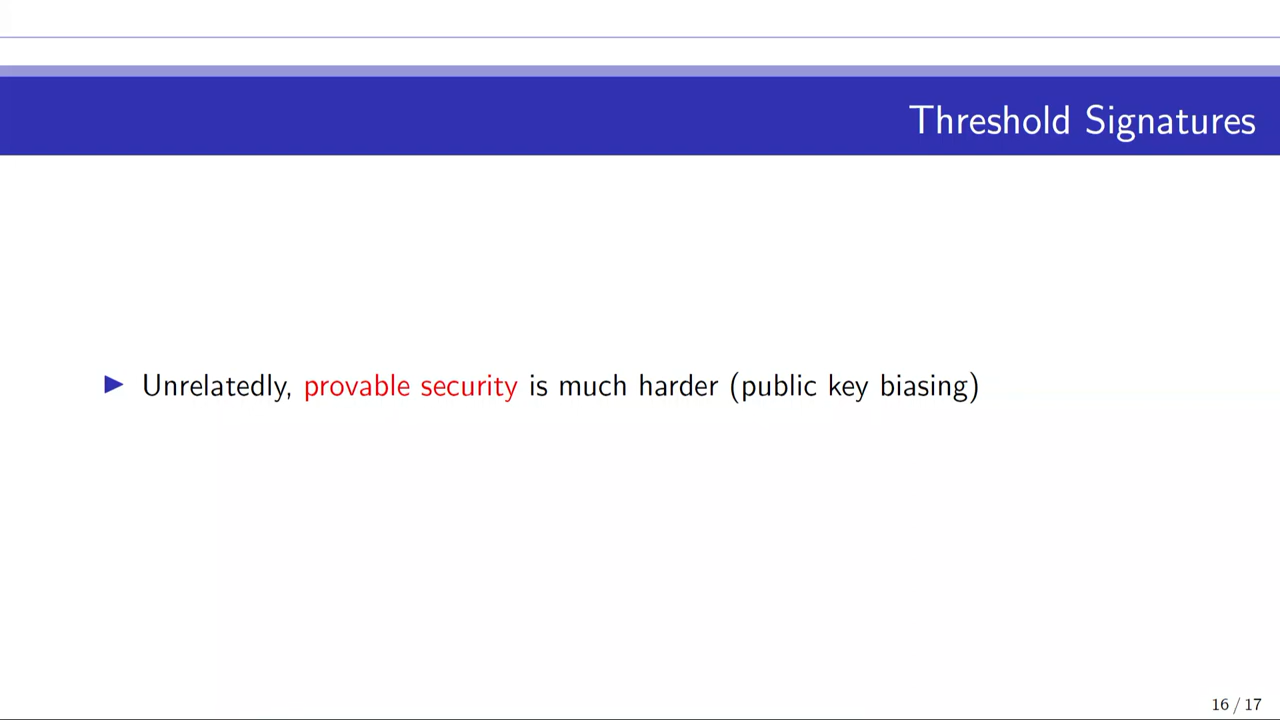 Threshold Signatures
▶ Unrelatedly, provable security is much harder (public key biasing)
16 / 17